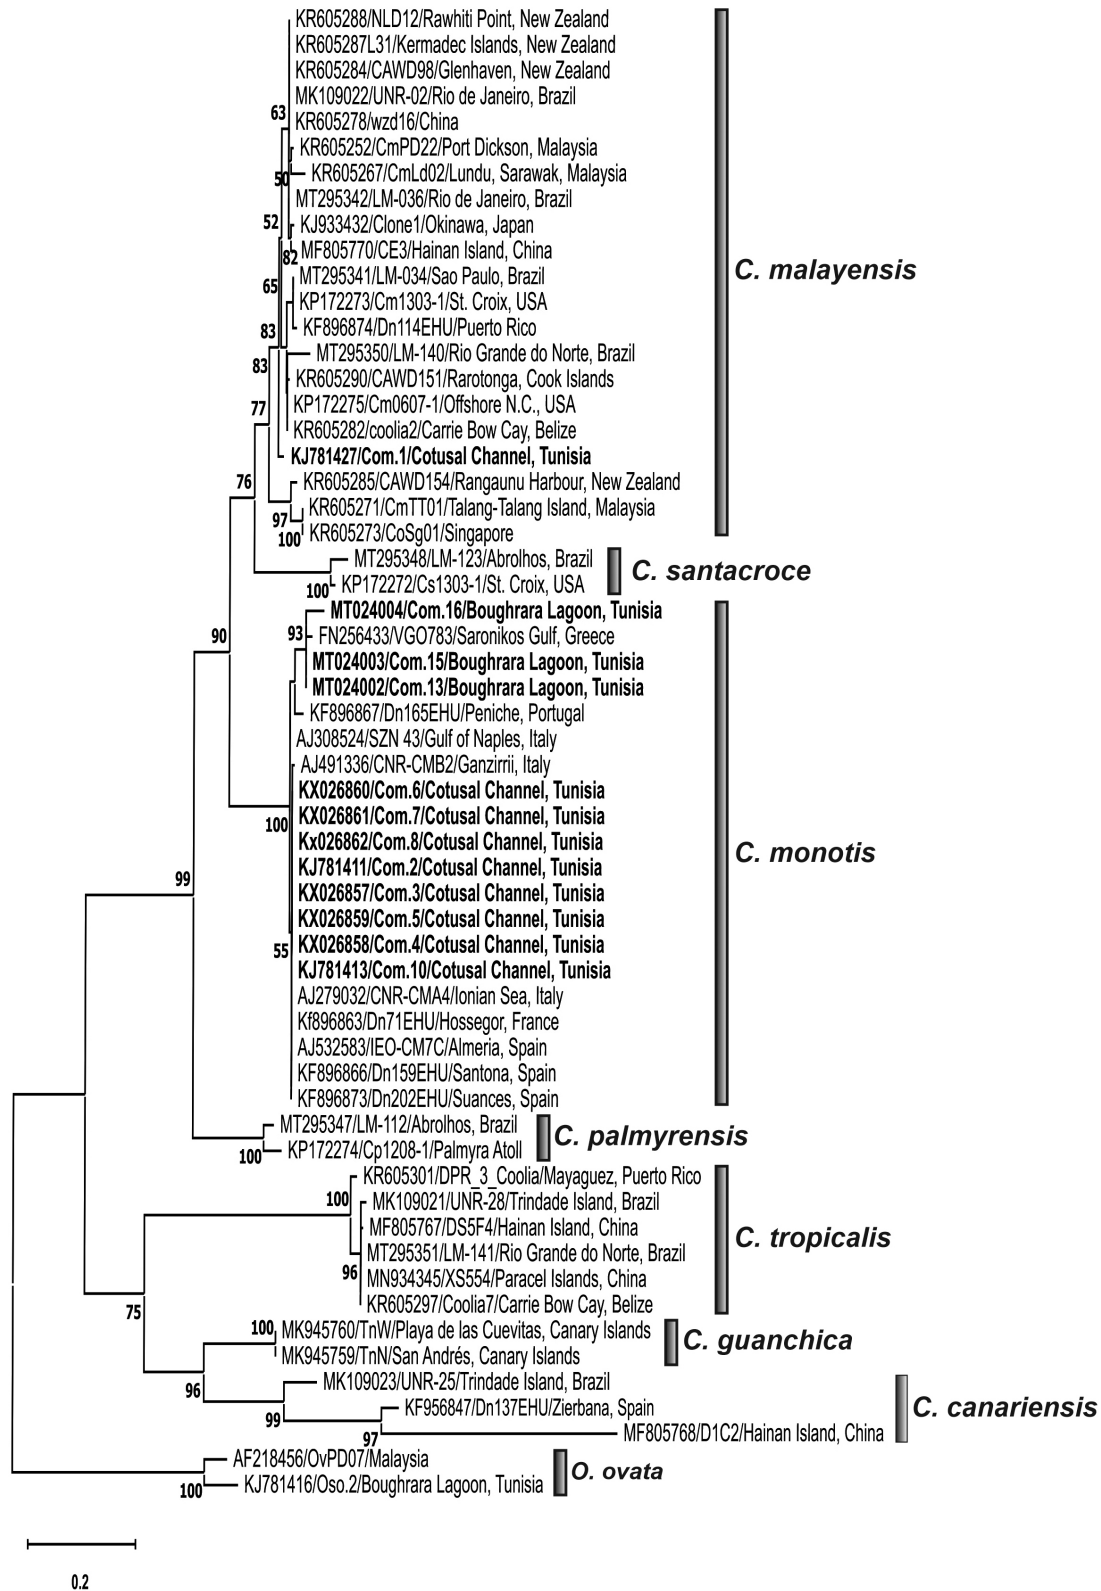 KR605288/NLD12/Rawhiti Point, New Zealand
KR605287L31/Kermadec Islands, New Zealand
KR605284/CAWD98/Glenhaven, New Zealand
MK109022/UNR-02/Rio de Janeiro, Brazil
63
KR605278/wzd16/China
KR605252/CmPD22/Port Dickson, Malaysia
KR605267/CmLd02/Lundu, Sarawak, Malaysia
50
MT295342/LM-036/Rio de Janeiro, Brazil
52
KJ933432/Clone1/Okinawa, Japan
MF805770/CE3/Hainan Island, China
82
C. malayensis
MT295341/LM-034/Sao Paulo, Brazil
65
KP172273/Cm1303-1/St. Croix, USA
KF896874/Dn114EHU/Puerto Rico
83
MT295350/LM-140/Rio Grande do Norte, Brazil
83
KR605290/CAWD151/Rarotonga, Cook Islands
KP172275/Cm0607-1/Offshore N.C., USA
77
KR605282/coolia2/Carrie Bow Cay, Belize
KJ781427/Com.1/Cotusal Channel, Tunisia
KR605285/CAWD154/Rangaunu Harbour, New Zealand
76
KR605271/CmTT01/Talang-Talang Island, Malaysia
97
KR605273/CoSg01/Singapore
100
MT295348/LM-123/Abrolhos, Brazil
C. santacroce
KP172272/Cs1303-1/St. Croix, USA
100
MT024004/Com.16/Boughrara Lagoon, Tunisia
90
93
FN256433/VGO783/Saronikos Gulf, Greece
MT024003/Com.15/Boughrara Lagoon, Tunisia
MT024002/Com.13/Boughrara Lagoon, Tunisia
KF896867/Dn165EHU/Peniche, Portugal
AJ308524/SZN 43/Gulf of Naples, Italy
AJ491336/CNR-CMB2/Ganzirrii, Italy
KX026860/Com.6/Cotusal Channel, Tunisia
KX026861/Com.7/Cotusal Channel, Tunisia
100
Kx026862/Com.8/Cotusal Channel, Tunisia
C. monotis
KJ781411/Com.2/Cotusal Channel, Tunisia
99
KX026857/Com.3/Cotusal Channel, Tunisia
KX026859/Com.5/Cotusal Channel, Tunisia
KX026858/Com.4/Cotusal Channel, Tunisia
55
KJ781413/Com.10/Cotusal Channel, Tunisia
AJ279032/CNR-CMA4/Ionian Sea, Italy
Kf896863/Dn71EHU/Hossegor, France
AJ532583/IEO-CM7C/Almeria, Spain
KF896866/Dn159EHU/Santona, Spain
KF896873/Dn202EHU/Suances, Spain
MT295347/LM-112/Abrolhos, Brazil
C. palmyrensis
KP172274/Cp1208-1/Palmyra Atoll
100
KR605301/DPR_3_Coolia/Mayaguez, Puerto Rico
100
MK109021/UNR-28/Trindade Island, Brazil
MF805767/DS5F4/Hainan Island, China
C. tropicalis
MT295351/LM-141/Rio Grande do Norte, Brazil
96
MN934345/XS554/Paracel Islands, China
KR605297/Coolia7/Carrie Bow Cay, Belize
75
100
MK945760/TnW/Playa de las Cuevitas, Canary Islands
C. guanchica
MK945759/TnN/San Andrés, Canary Islands
MK109023/UNR-25/Trindade Island, Brazil
96
KF956847/Dn137EHU/Zierbana, Spain
C. canariensis
99
MF805768/D1C2/Hainan Island, China
97
AF218456/OvPD07/Malaysia
O. ovata
KJ781416/Oso.2/Boughrara Lagoon, Tunisia
100
0.2